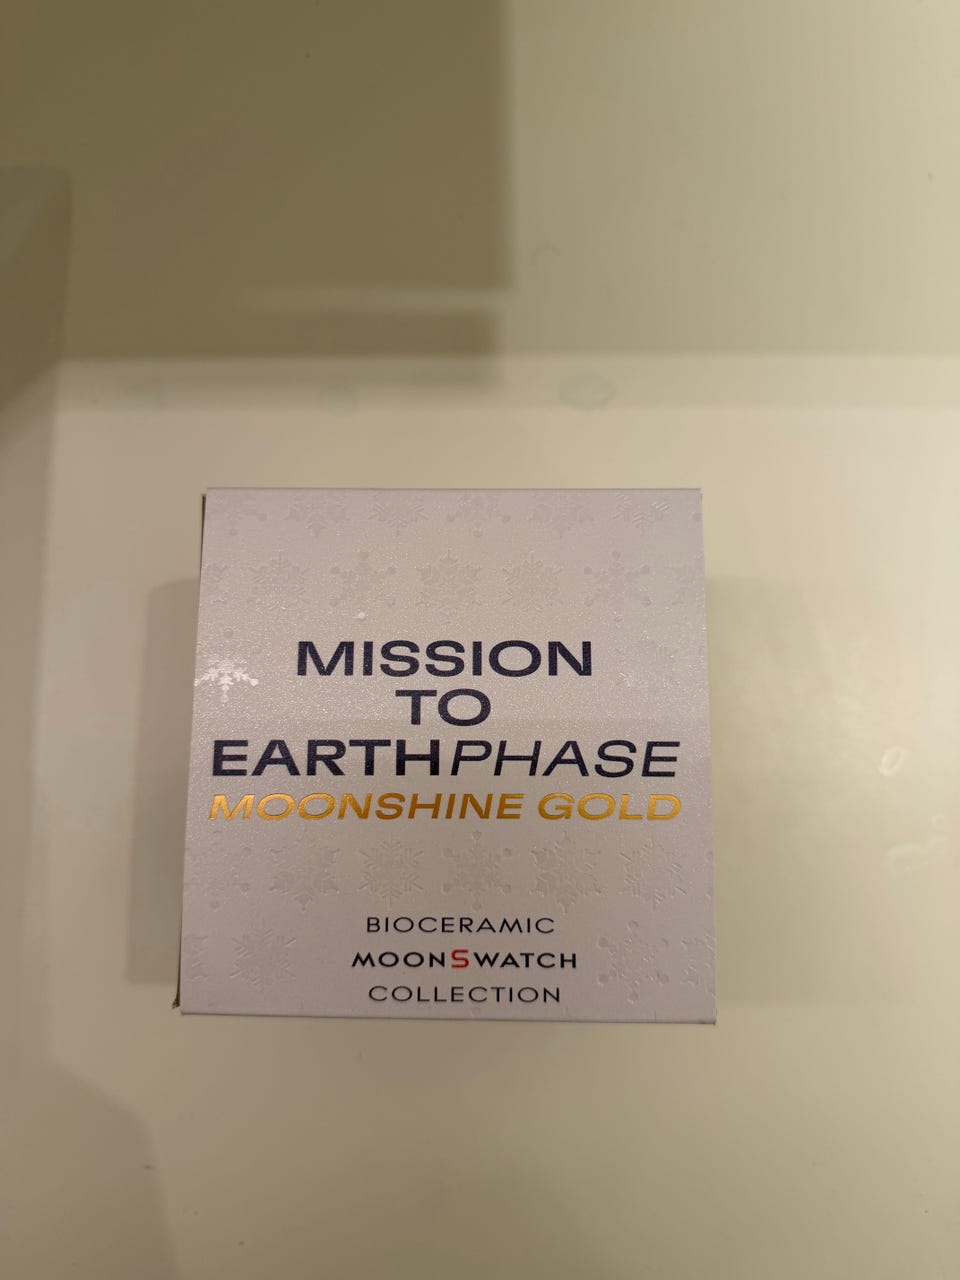 MISSION
TO
EARTHPHASE
MOONSHINE GOLD
BIOCERAMIC
MOONSWATCH
COLLECTION